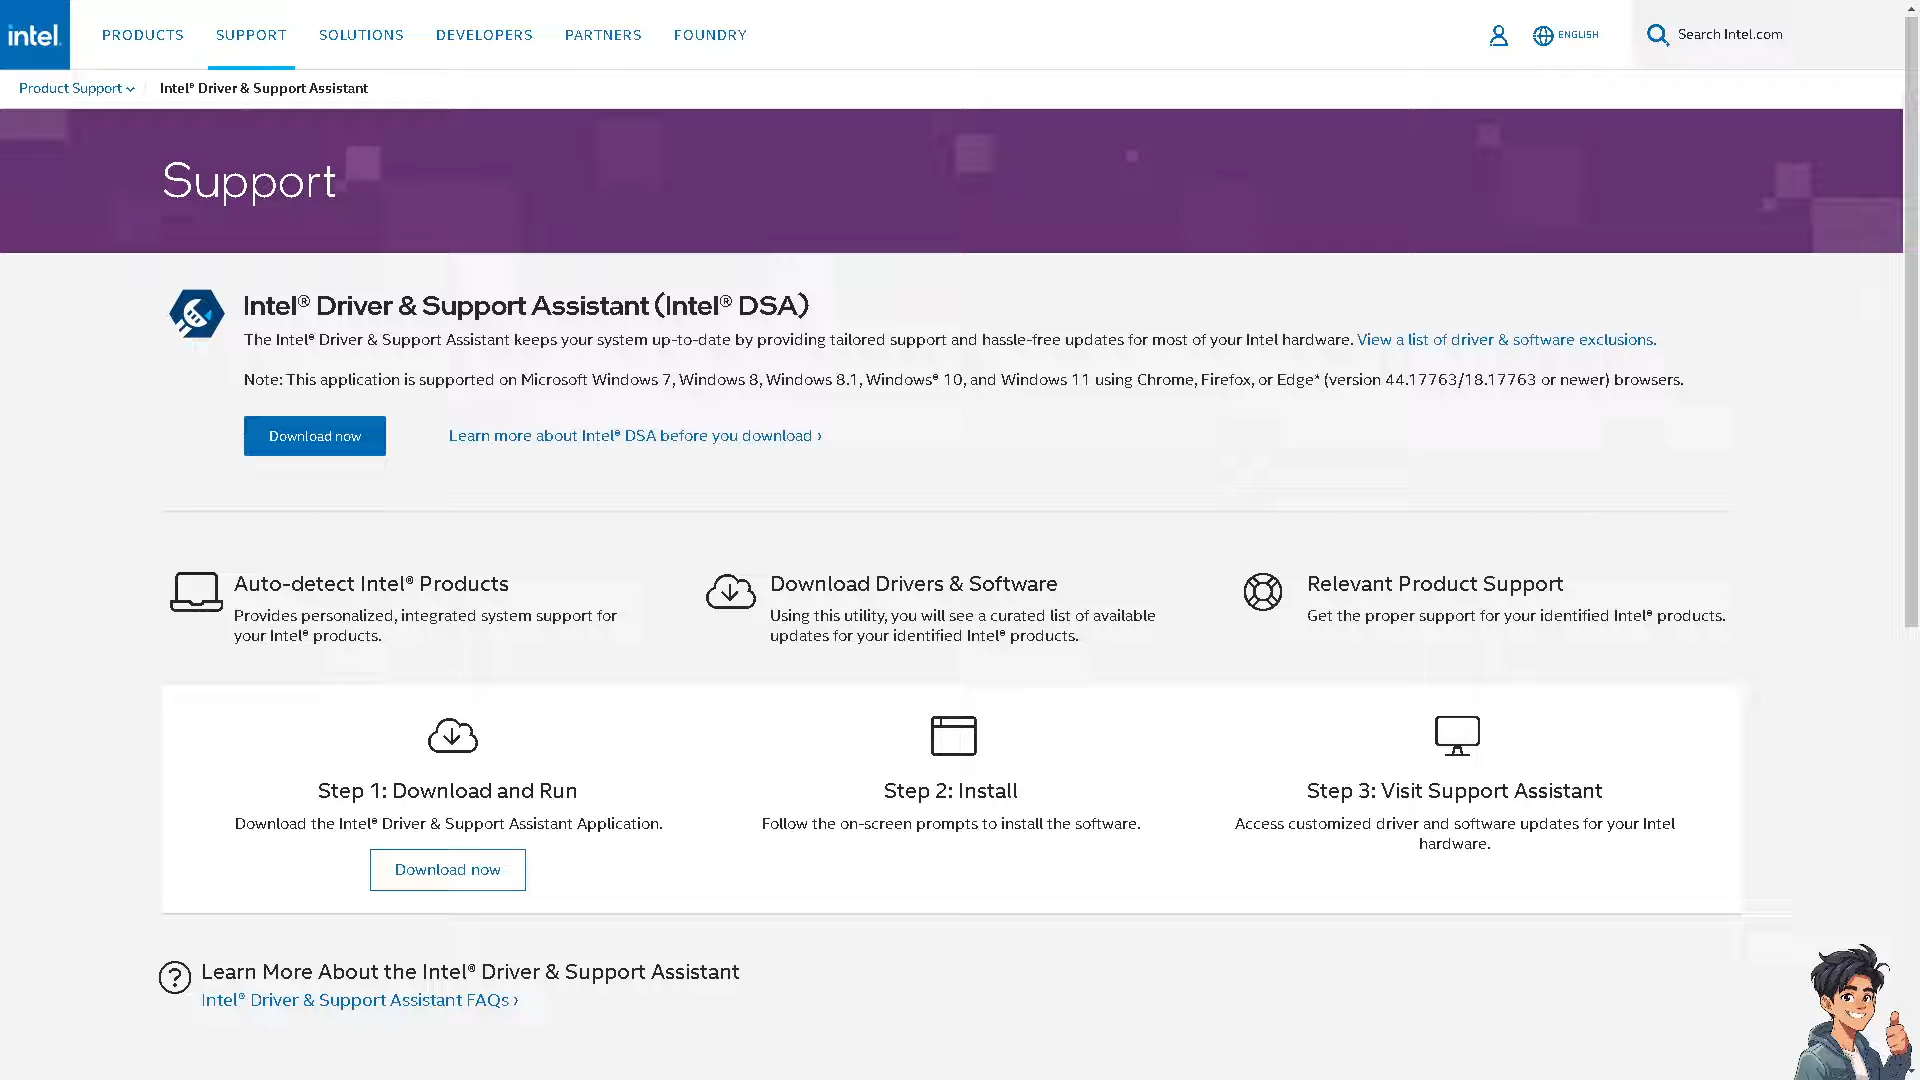 intel.
PRODUCTS
SUPPORT
SOLUTIONS
DEVELOPERS
PARTNERS
FOUNDRY
ENGLISH
Search Intel.com
Product Support
Intel® Driver & Support Assistant
Support
Intel® Driver & Support Assistant (Intel® DSA)
The Intel® Driver & Support Assistant keeps your system up-to-date by providing tailored support and hassle-free updates for most of your Intel hardware. View a list of driver & software exclusions.
Note: This application is supported on Microsoft Windows 7, Windows 8, Windows 8.1, Windows® 10, and Windows 11 using Chrome, Firefox, or Edge* (version 44.17763/18.17763 or newer) browsers.
Download now
Learn more about Intel® DSA before you download ›
Auto-detect Intel® Products
Provides personalized, integrated system support for
your Intel® products.
Download Drivers & Software
Using this utility, you will see a curated list of available
updates for your identified Intel® products.
Relevant Product Support
Get the proper support for your identified Intel® products.
Step 1: Download and Run
Download the Intel® Driver & Support Assistant Application.
Download now
Step 2: Install
Follow the on-screen prompts to install the software.
Step 3: Visit Support Assistant
Access customized driver and software updates for your Intel
hardware.
Learn More About the Intel® Driver & Support Assistant
Intel® Driver & Support Assistant FAQs ›